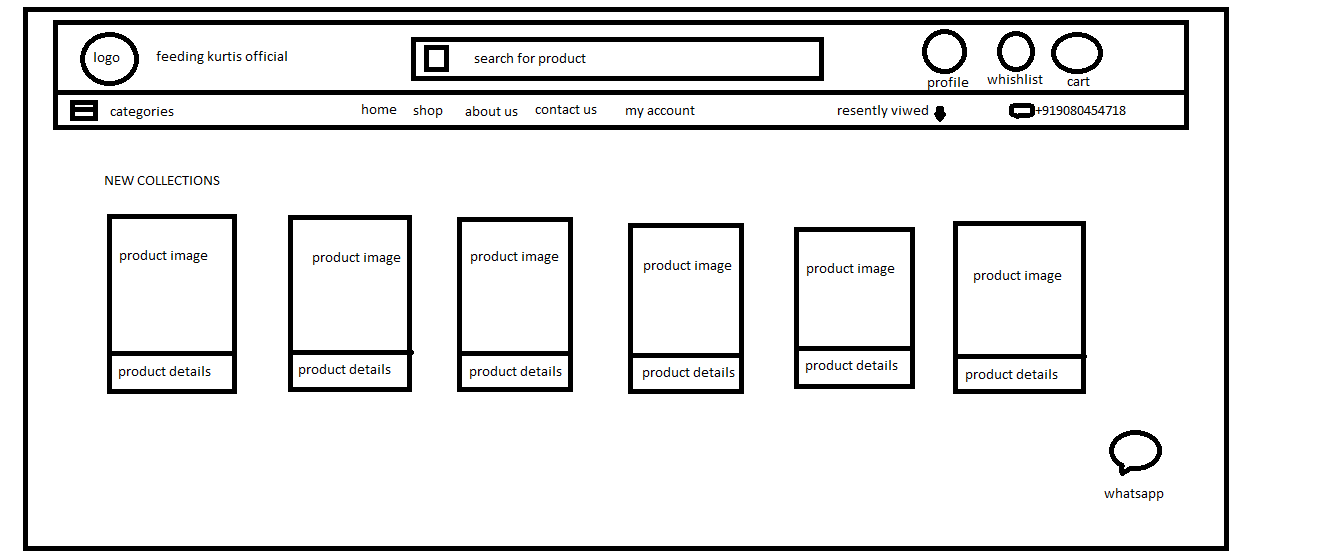 logo
feeding kurtis official
search for product
profile
whishlist
cart
categories
home
shop
about us
contact us
my account
resently viwed
+919080454718
NEW COLLECTIONS
product image
product image
product image
product image
product image
product image
product details
product details
product details
product details
product details
product details
whatsapp